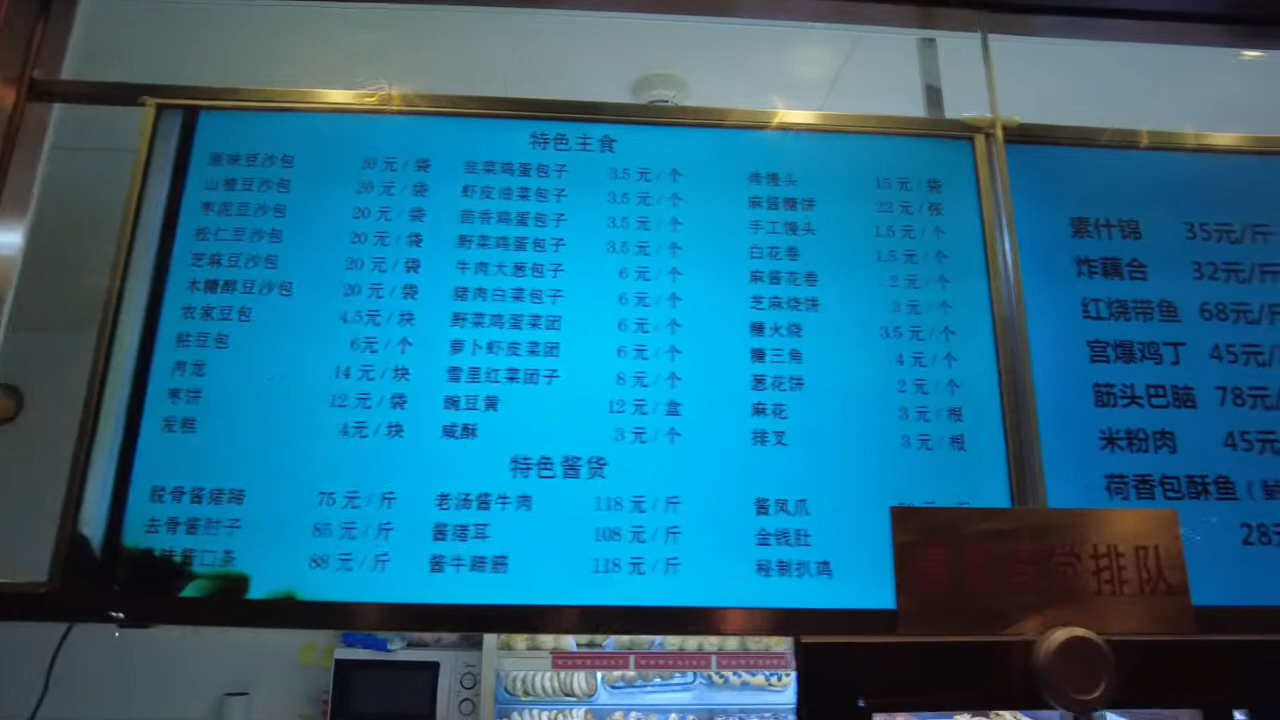 特色主食
原味豆沙包 20元/袋 韭菜鸡蛋包子 3.5元/个 馒头 15元/袋
山楂豆沙包 20元/袋 虾皮油菜包子 3.5元/个 麻酱糖饼 22元/张
枣泥豆沙包 20元/袋 茴香鸡蛋包子 3.5元/个 手工馒头 1.5元/个
松仁豆沙包 20元/袋 野菜鸡蛋包子 3.5元/个 白花卷 1.5元/个
芝麻豆沙包 20元/袋 牛肉大葱包子 6元/个 麻酱花卷 2元/个
木糖醇豆沙包 20元/袋 猪肉白菜包子 6元/个 芝麻烧饼 元/个
农家豆包 4.5元/块 野菜鸡蛋菜团 6元/个 糖火烧 3.5元/个
粘豆包 6元/个 萝卜虾皮菜团 6元/个 糖三角 4元/个
肉龙 14元/块 雪里红菜团子 8元/个 葱花饼 2元/个
枣饼 12元/袋 豌豆黄 12元/盒 麻花 3元/根
发糕 4元/块 咸酥 3元/个 排叉 3元/根
特色酱货
脱骨酱猪蹄 75元/斤 老汤酱牛肉 118元/斤 酱凤爪
去骨酱肘子 85元/斤 酱猪耳 108元/斤 金钱肚
味酱口条 88元/斤 酱牛蹄筋 118元/斤 秘制扒鸡
素什锦 35元/斤
炸藕合 32元/斤
红烧带鱼 68元/斤
宫爆鸡丁 45元/
筋头巴脑 78元/
米粉肉 45元
荷香包酥鱼（
28元
排队